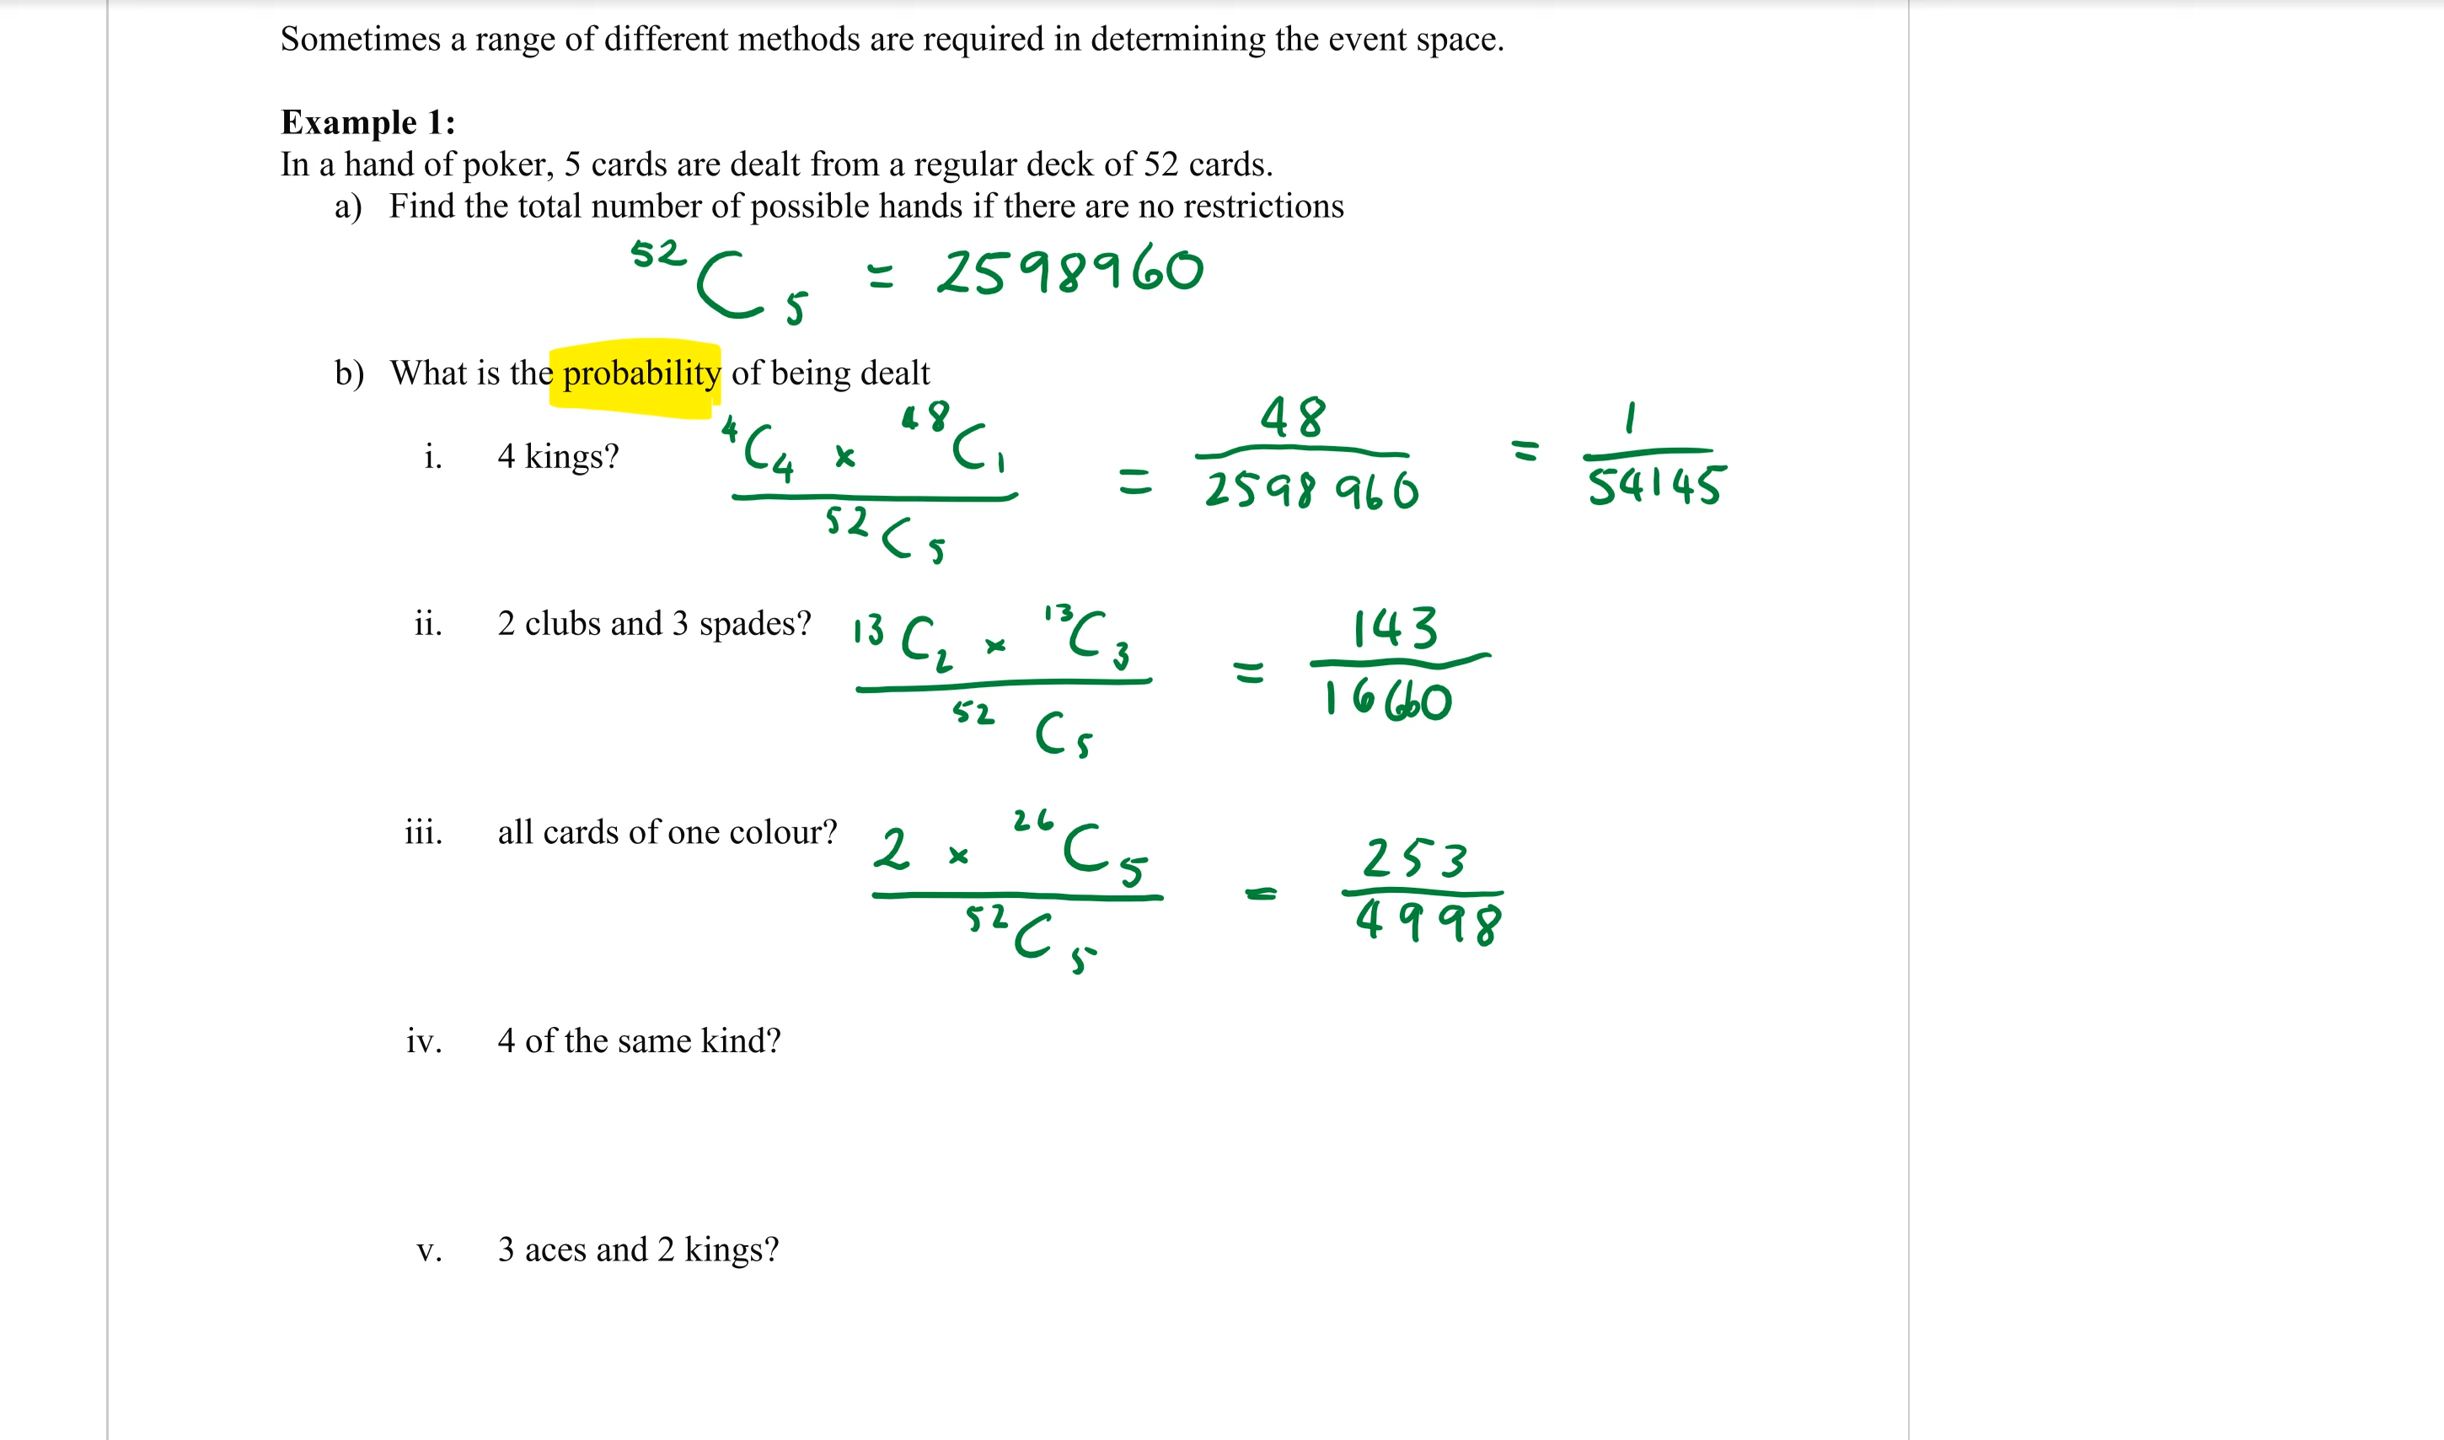 Sometimes a range of different methods are required in determining the event space.
Example 1:
In a hand of poker, 5 cards are dealt from a regular deck of 52 cards.
a) Find the total number of possible hands if there are no restrictions
⁵²C₅ = 2598960
b) What is the probability of being dealt
i. 4 kings? ⁴C₄ × ⁴⁸C₁ / ⁵²C₅ = 48 / 2598960 = 1 / 54145
ii. 2 clubs and 3 spades? ¹³C₂ × ¹³C₃ / ⁵²C₅ = 143 / 16660
iii. all cards of one colour? 2 × ²⁶C₅ / ⁵²C₅ = 253 / 4998
iv. 4 of the same kind?
v. 3 aces and 2 kings?